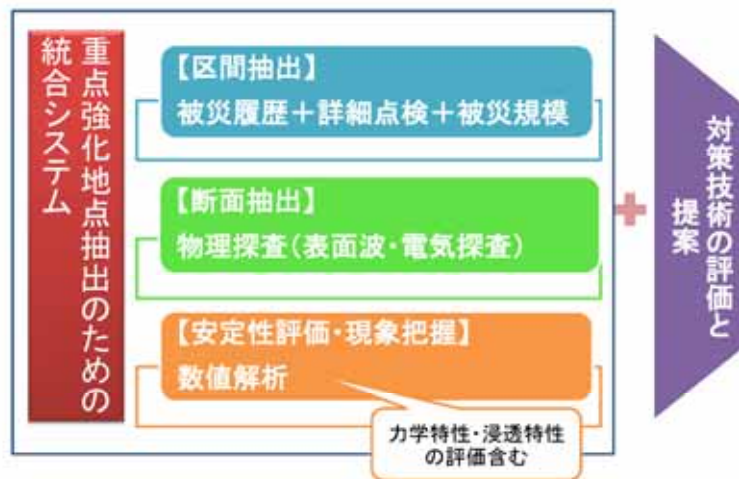 重点強化地点抽出のための
統合システム
【区間抽出】
被災履歴＋詳細点検＋被災規模
【断面抽出】
物理探査（表面波・電気探査）
【安定性評価・現象把握】
数値解析
力学特性・浸透特性
の評価含む
対策技術の評価と
提案